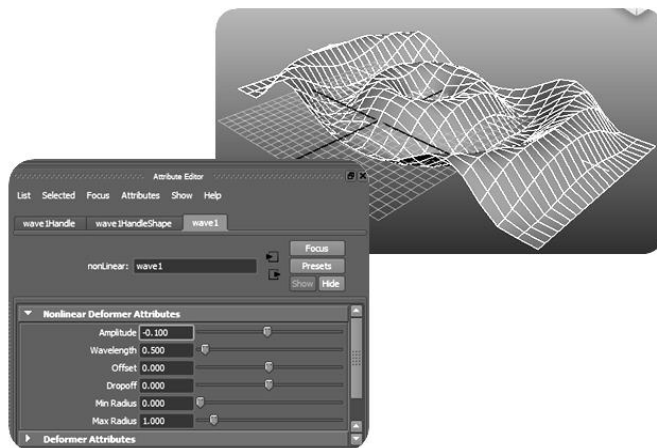 Attribute Editor
List Selected Focus Attributes Show Help
wave1Handle wave1HandleShape wave1
Focus
nonLinear: wave1 Presets
Show Hide
Nonlinear Deformer Attributes
Amplitude -0.100
Wavelength 0.500
Offset 0.000
Dropoff 0.000
Min Radius 0.000
Max Radius 1.000
Deformer Attributes